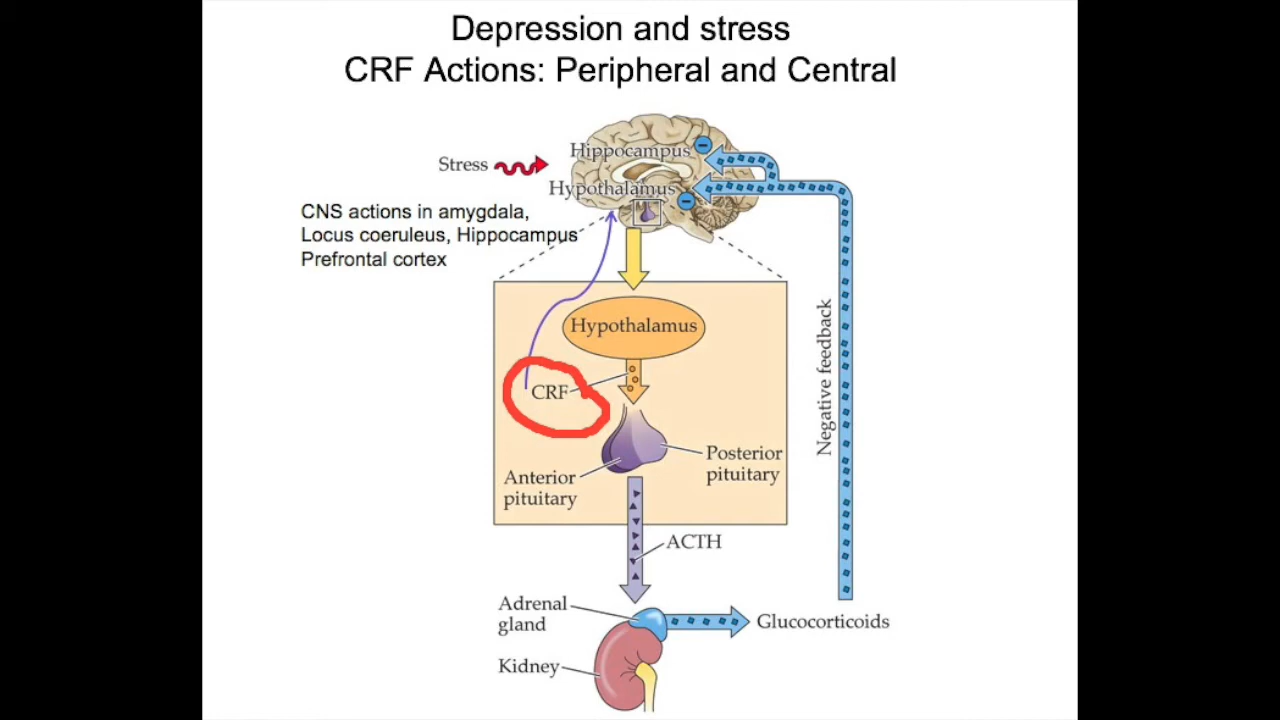 Depression and stress
CRF Actions: Peripheral and Central
Hippocampus
Stress
Hypothalamus
CNS actions in amygdala,
Locus coeruleus, Hippocampus
Prefrontal cortex
Hypothalamus
CRF
Negative feedback
Posterior
pituitary
Anterior
pituitary
ACTH
Adrenal
gland
Glucocorticoids
Kidney